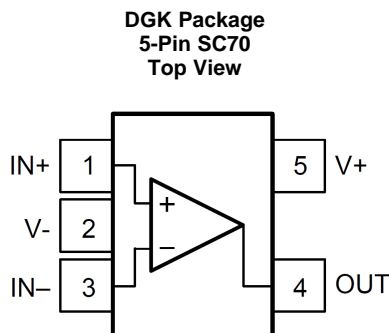 DGK Package
5-Pin SC70
Top View
IN+ 1 + 5 V+
V- 2
IN– 3 – 4 OUT